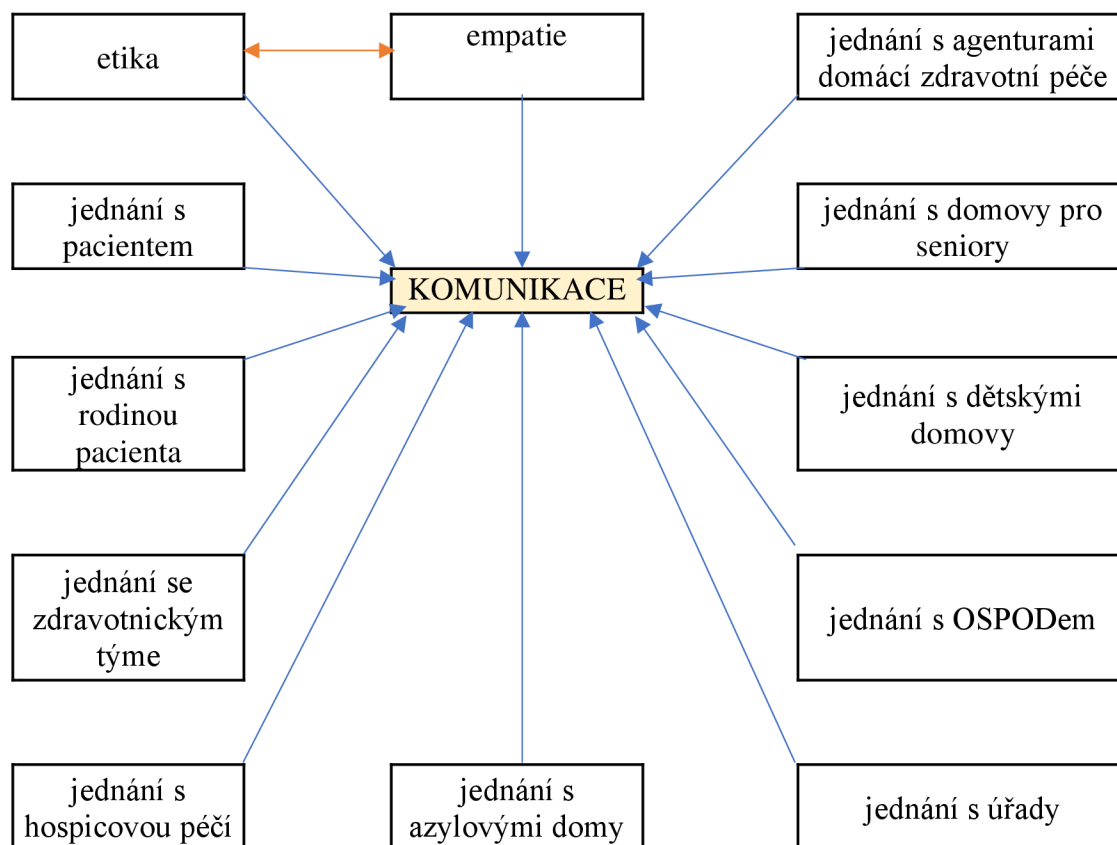 etika
empatie
jednání s agenturami
domácí zdravotní péče
jednání s
pacientem
jednání s domovy pro
seniory
KOMUNIKACE
jednání s
rodinou
pacienta
jednání s dětskými
domovy
jednání se
zdravotnickým
týme
jednání s OSPODem
jednání s
hospicovou péčí
jednání s
azylovými domy
jednání s úřady